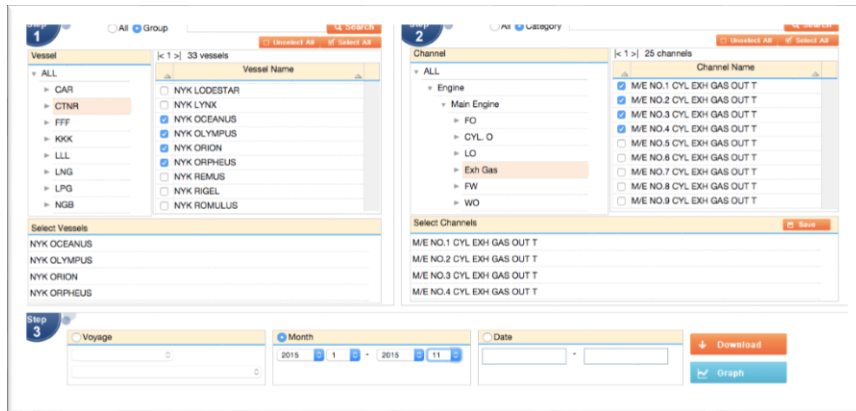 Step
1
All Group
Search
Unselect All Select All
Vessel
|< 1 >| 33 vessels
Vessel Name
ALL
CAR
CTNR
FFF
KKK
LLL
LNG
LPG
NGB
NYK LODESTAR
NYK LYNX
NYK OCEANUS
NYK OLYMPUS
NYK ORION
NYK ORPHEUS
NYK REMUS
NYK RIGEL
NYK ROMULUS
Select Vessels
NYK OCEANUS
NYK OLYMPUS
NYK ORION
NYK ORPHEUS
Step
2
All Category
Search
Unselect All Select All
Channel
|< 1 >| 25 channels
Channel Name
ALL
Engine
Main Engine
FO
CYL. O
LO
Exh Gas
FW
WO
M/E NO.1 CYL EXH GAS OUT T
M/E NO.2 CYL EXH GAS OUT T
M/E NO.3 CYL EXH GAS OUT T
M/E NO.4 CYL EXH GAS OUT T
M/E NO.5 CYL EXH GAS OUT T
M/E NO.6 CYL EXH GAS OUT T
M/E NO.7 CYL EXH GAS OUT T
M/E NO.8 CYL EXH GAS OUT T
M/E NO.9 CYL EXH GAS OUT T
Select Channels
Save
M/E NO.1 CYL EXH GAS OUT T
M/E NO.2 CYL EXH GAS OUT T
M/E NO.3 CYL EXH GAS OUT T
M/E NO.4 CYL EXH GAS OUT T
Step
3
Voyage
Month
2015 1 - 2015 11
Date
-
Download
Graph